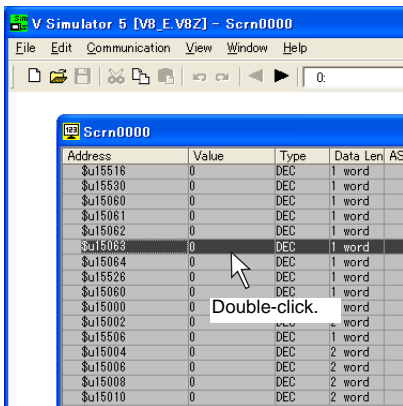 V Simulator 5 [V8_E.V8Z] - Scrn0000
File Edit Communication View Window Help
0:
Scrn0000
Address Value Type Data Len AS
$u15516 0 DEC 1 word
$u15530 0 DEC 1 word
$u15060 0 DEC 1 word
$u15061 0 DEC 1 word
$u15062 0 DEC 1 word
$u15063 0 DEC 1 word
$u15064 0 DEC 1 word
$u15526 0 DEC 1 word
$u15060 0 DEC 1 word
$u15000 0 word
Double-click.
$u15002 0 DEC 2 word
$u15506 0 DEC 1 word
$u15004 0 DEC 2 word
$u15006 0 DEC 2 word
$u15008 0 DEC 2 word
$u15010 0 DEC 2 word